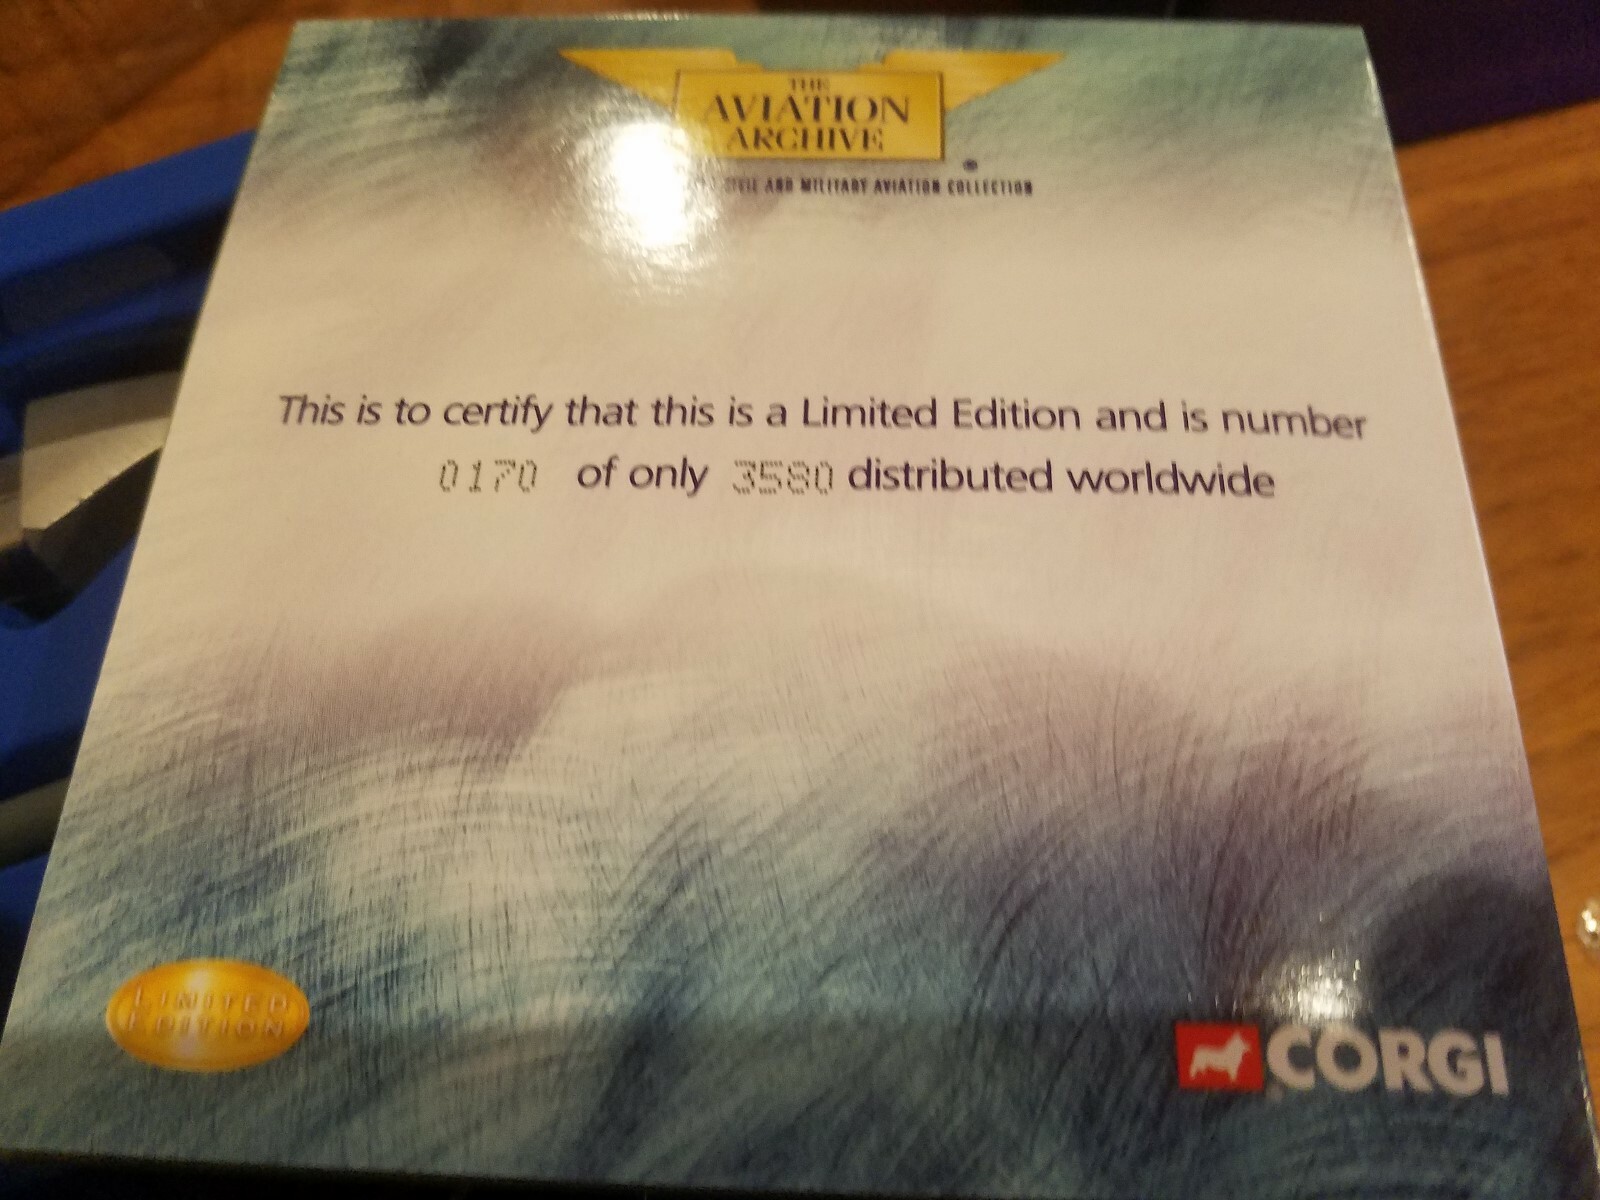 THE
AVIATION
ARCHIVE
CIVIL AND MILITARY AVIATION COLLECTION
This is to certify that this is a Limited Edition and is number
0170 of only 3580 distributed worldwide
LIMITED
EDITION
CORGI